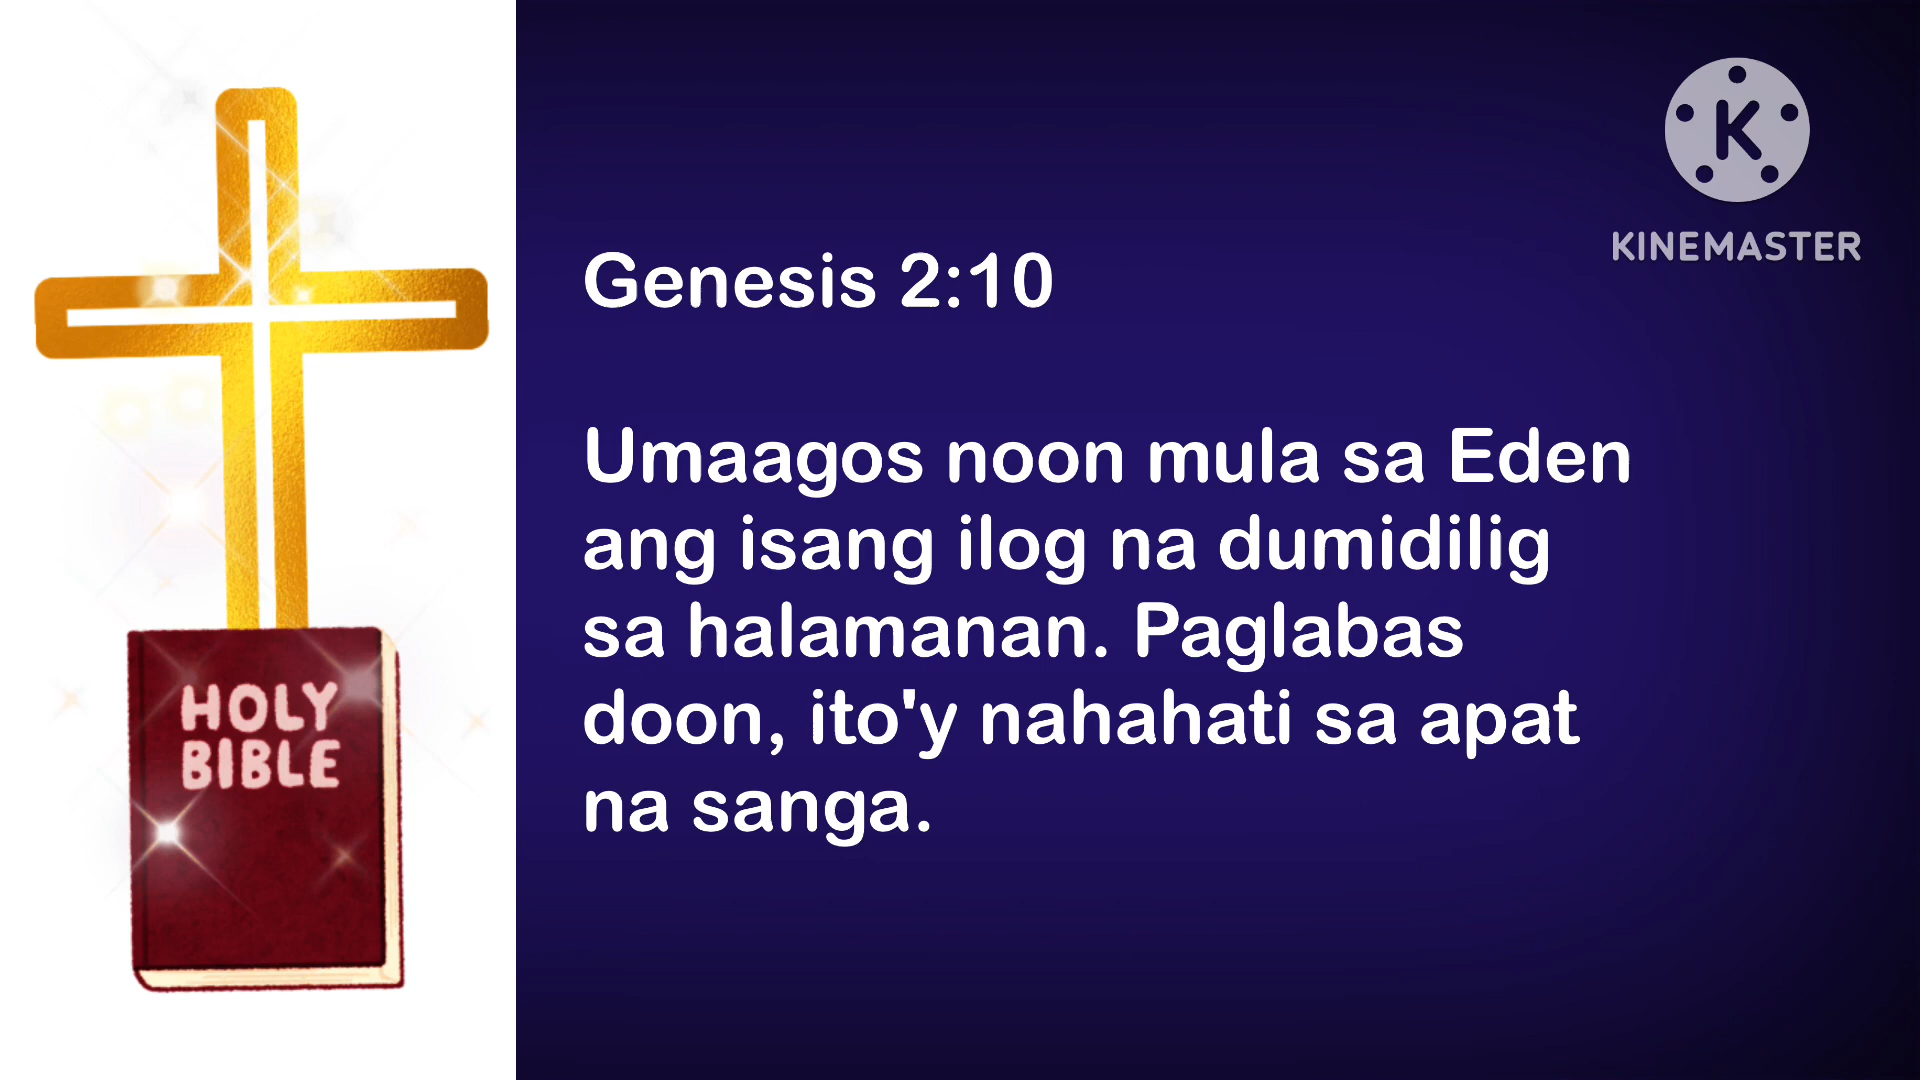 HOLY
BIBLE
Genesis 2:10
Umaagos noon mula sa Eden
ang isang ilog na dumidilig
sa halamanan. Paglabas
doon, ito'y nahahati sa apat
na sanga.
K
KINEMASTER